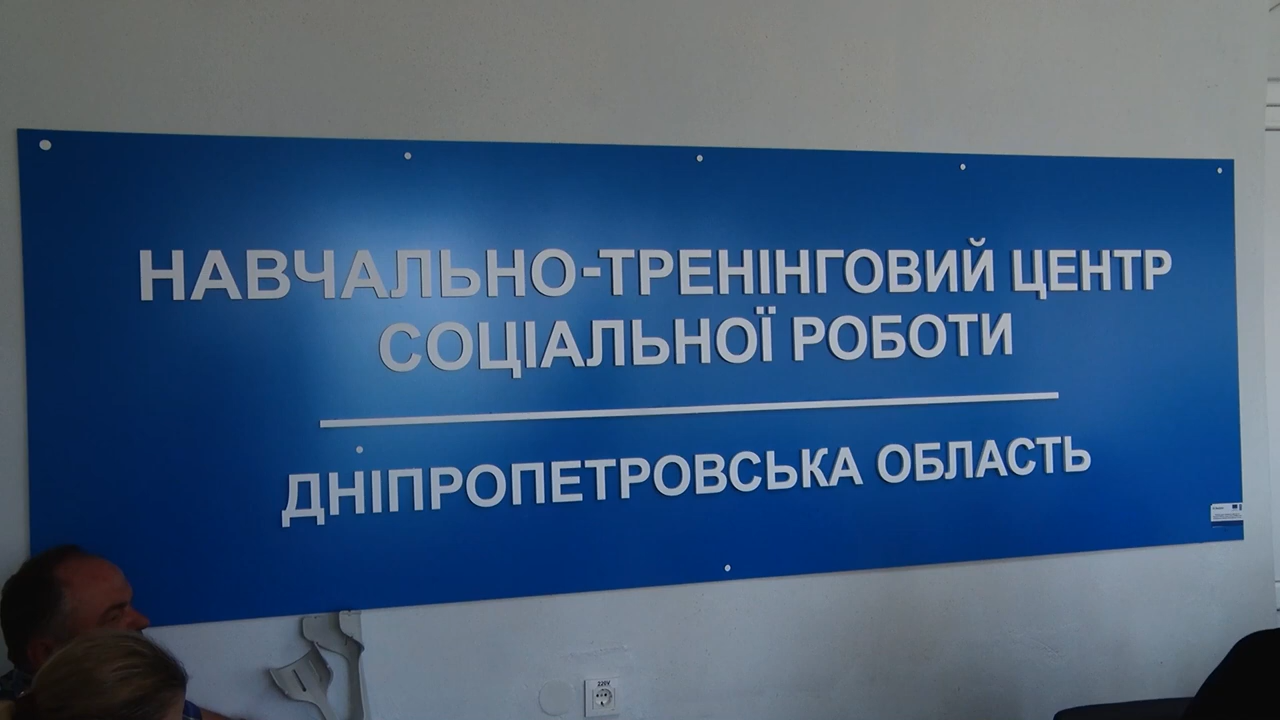 НАВЧАЛЬНО-ТРЕНІНГОВИЙ ЦЕНТР
СОЦІАЛЬНОЇ РОБОТИ
ДНІПРОПЕТРОВСЬКА ОБЛАСТЬ
220V